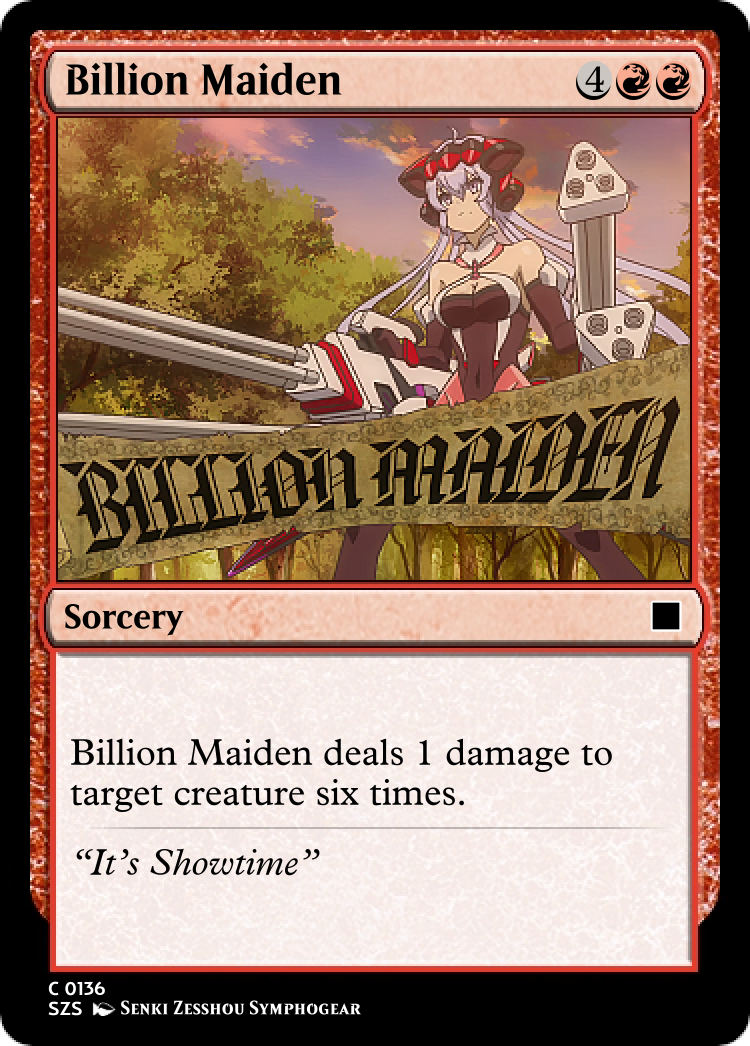 Billion Maiden 4
BILLION MAIDEN
Sorcery
Billion Maiden deals 1 damage to
target creature six times.
“It’s Showtime”
C 0136
SZS Senki Zesshou Symphogear